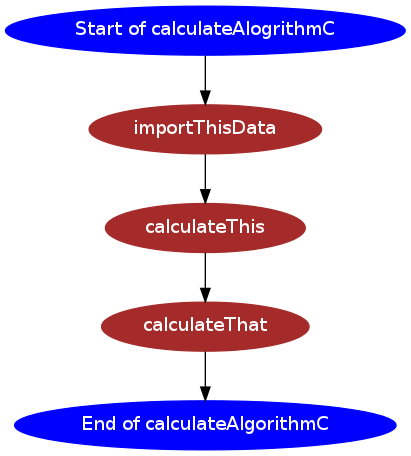 Start of calculateAlogrithmC
importThisData
calculateThis
calculateThat
End of calculateAlgorithmC